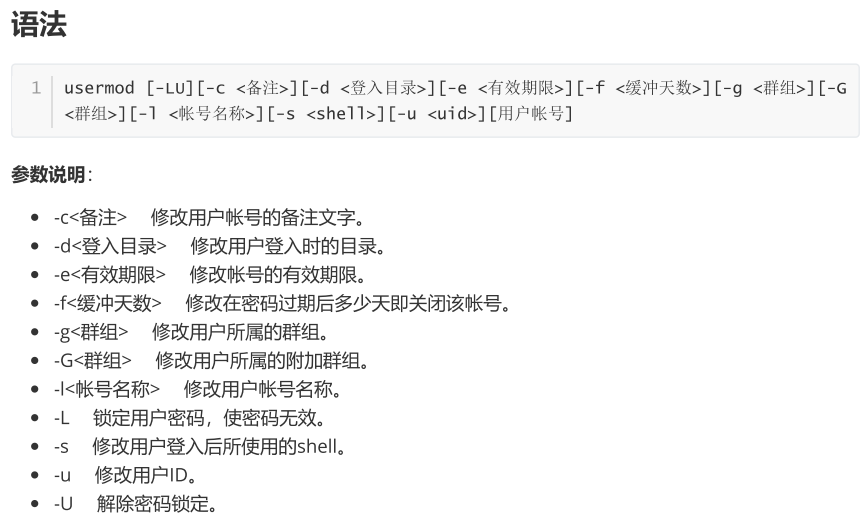 语法
1 usermod [-LU][-c <备注>][-d <登入目录>][-e <有效期限>][-f <缓冲天数>][-g <群组>][-G
<群组>][-l <帐号名称>][-s <shell>][-u <uid>][用户帐号]
参数说明:
• -c<备注> 修改用户帐号的备注文字。
• -d<登入目录> 修改用户登入时的目录。
• -e<有效期限> 修改帐号的有效期限。
• -f<缓冲天数> 修改在密码过期后多少天即关闭该帐号。
• -g<群组> 修改用户所属的群组。
• -G<群组> 修改用户所属的附加群组。
• -l<帐号名称> 修改用户帐号名称。
• -L 锁定用户密码，使密码无效。
• -s 修改用户登入后所使用的shell。
• -u 修改用户ID。
• -U 解除密码锁定。